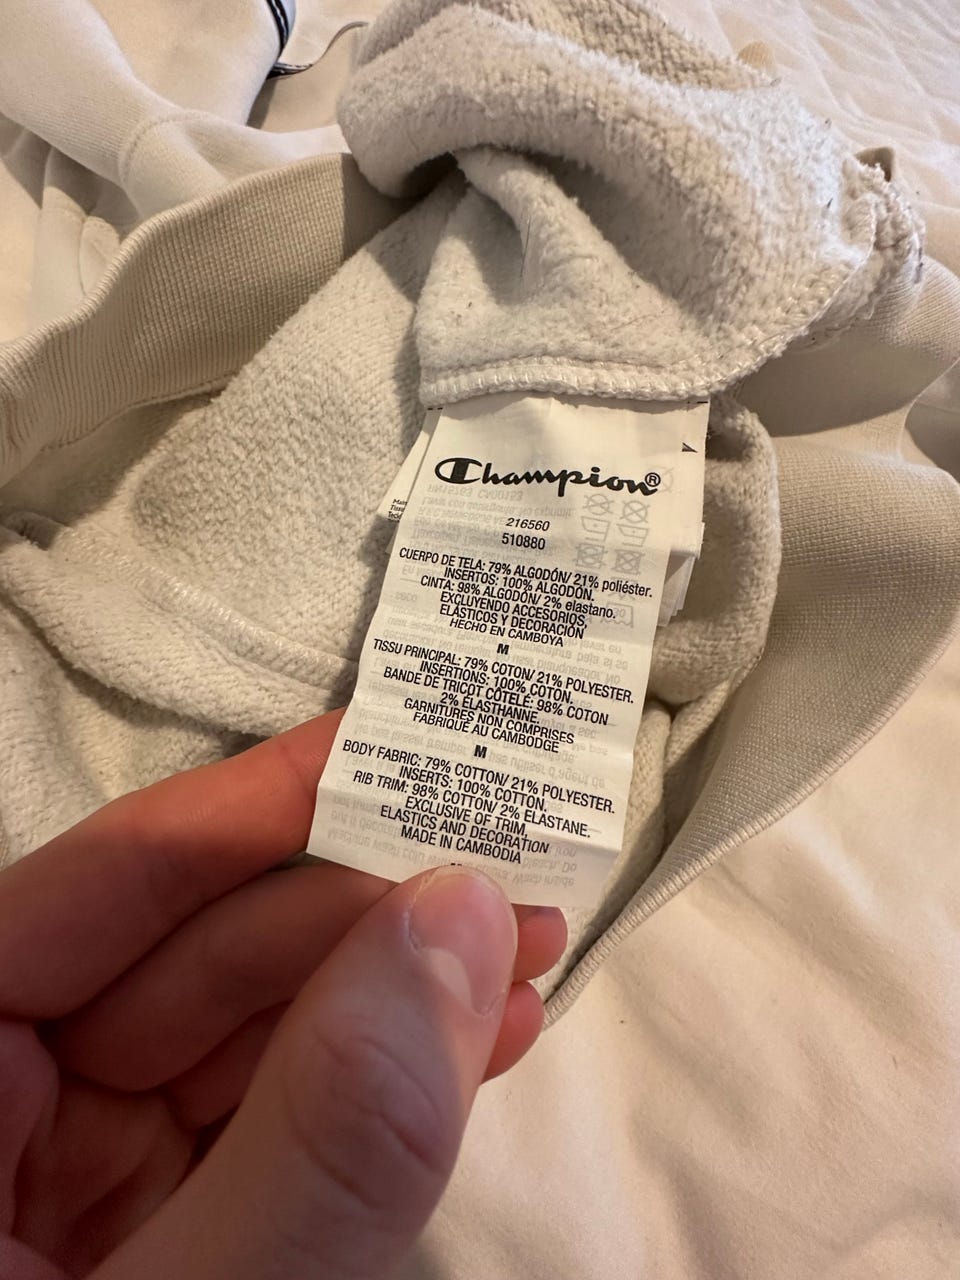 Champion®
216560
510880
CUERPO DE TELA: 79% ALGODÓN/ 21% poliéster.
INSERTOS: 100% ALGODÓN.
CINTA: 98% ALGODÓN/ 2% elastano.
EXCLUYENDO ACCESORIOS,
ELÁSTICOS Y DECORACIÓN
HECHO EN CAMBOYA
M
TISSU PRINCIPAL: 79% COTON/ 21% POLYESTER.
INSERTIONS: 100% COTON.
BANDE DE TRICOT CÔTELÉ: 98% COTON
2% ÉLASTHANNE.
GARNITURES NON COMPRISES
FABRIQUÉ AU CAMBODGE
M
BODY FABRIC: 79% COTTON/ 21% POLYESTER.
INSERTS: 100% COTTON.
RIB TRIM: 98% COTTON/ 2% ELASTANE.
EXCLUSIVE OF TRIM,
ELASTICS AND DECORATION
MADE IN CAMBODIA